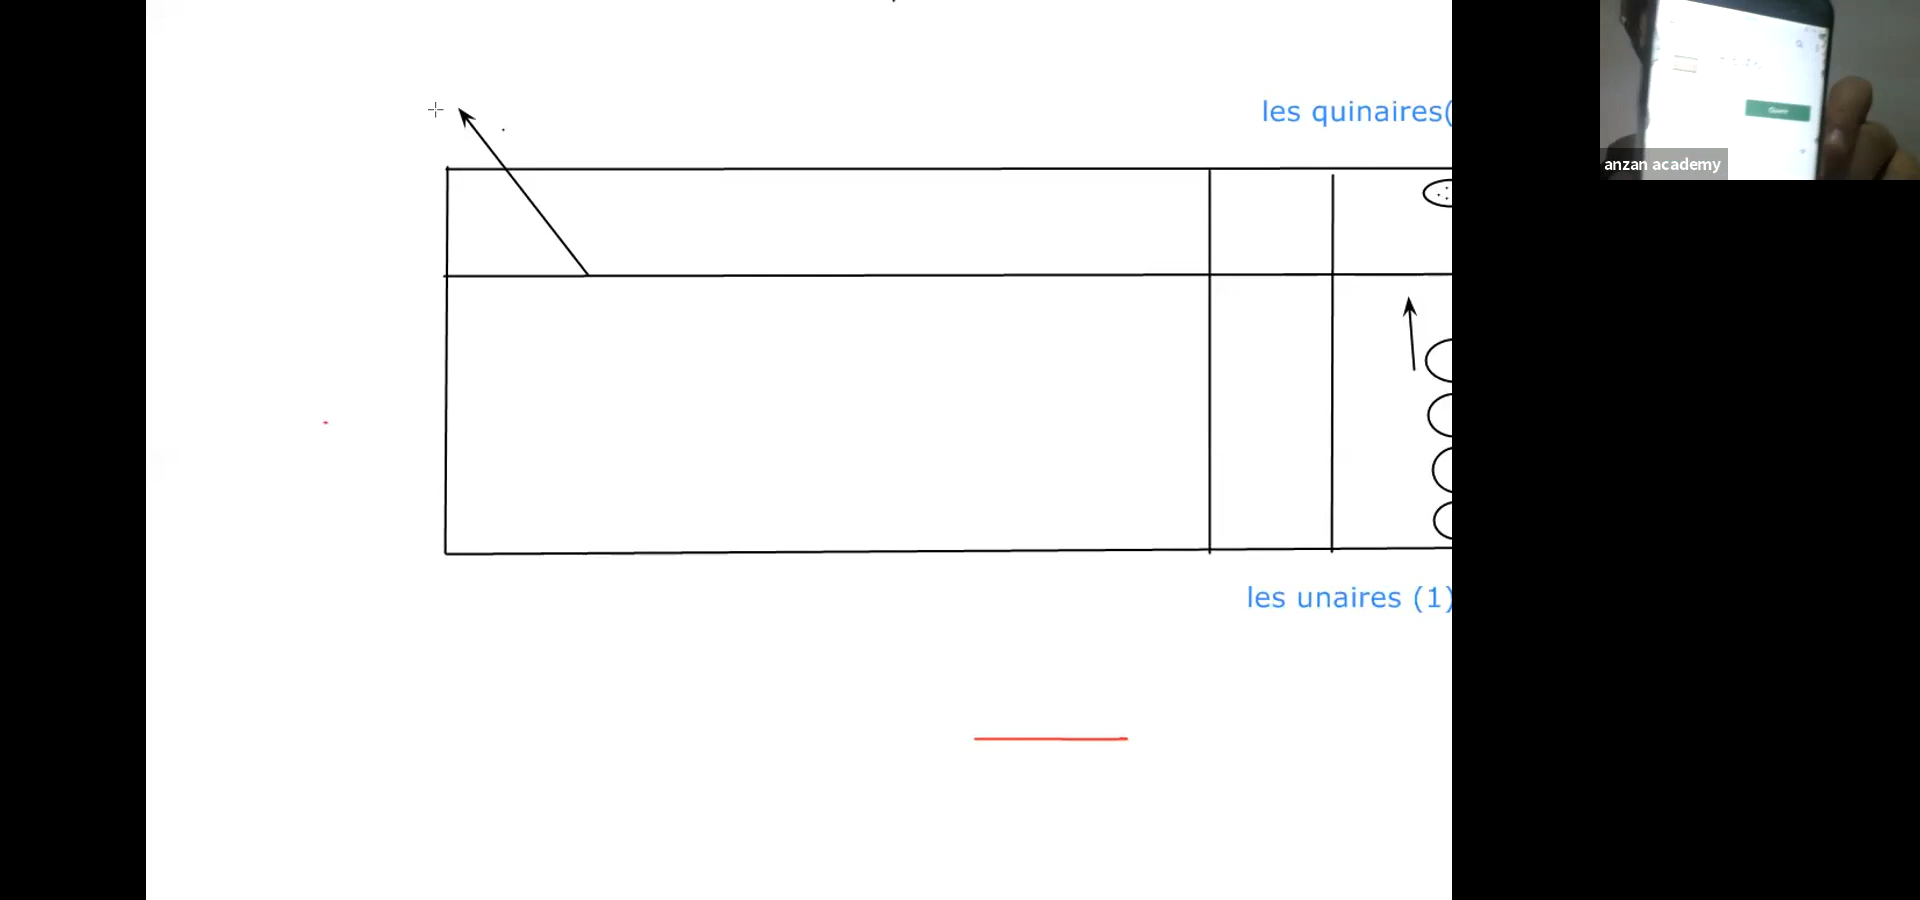 les quinaires(
anzan academy
les unaires (1)